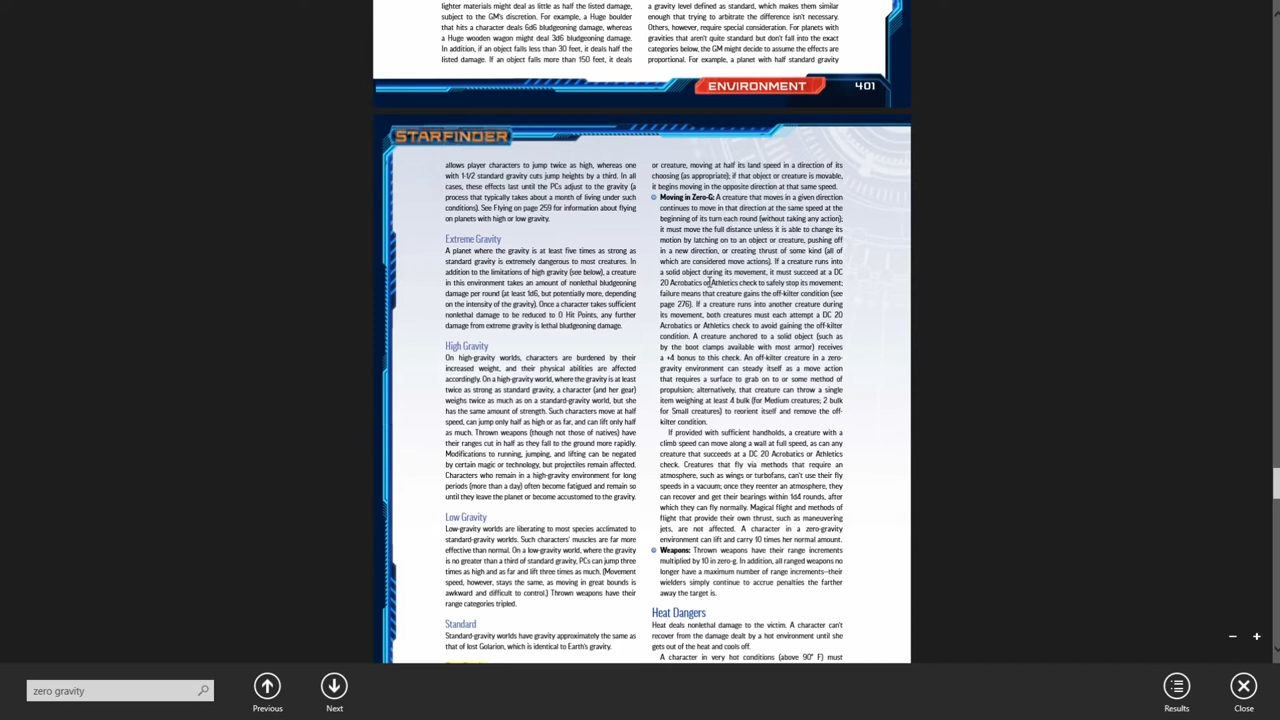 lighter materials might deal as little as half the listed damage,
subject to the GM's discretion. For example, a Huge boulder
that hits a character deals 6d6 bludgeoning damage, whereas
a Huge wooden wagon might deal 3d6 bludgeoning damage.
In addition, if an object falls less than 30 feet, it deals half the
listed damage. If an object falls more than 150 feet, it deals
a gravity level defined as standard, which makes them similar
enough that trying to arbitrate the difference isn't necessary.
Others, however, require special consideration. For planets with
gravities that aren't quite standard but don't fall into the exact
categories below, the GM might decide to assume the effects are
proportional. For example, a planet with half standard gravity
ENVIRONMENT
401
STARFINDER
allows player characters to jump twice as high, whereas one
with 1-1/2 standard gravity cuts jump heights by a third. In all
cases, these effects last until the PCs adjust to the gravity (a
process that typically takes about a month of living under such
conditions). See Flying on page 259 for information about flying
on planets with high or low gravity.
Extreme Gravity
A planet where the gravity is at least five times as strong as
standard gravity is extremely dangerous to most creatures. In
addition to the limitations of high gravity (see below), a creature
in this environment takes an amount of nonlethal bludgeoning
damage per round (at least 1d6, but potentially more, depending
on the intensity of the gravity). Once a character takes sufficient
nonlethal damage to be reduced to 0 Hit Points, any further
damage from extreme gravity is lethal bludgeoning damage.
High Gravity
On high-gravity worlds, characters are burdened by their
increased weight, and their physical abilities are affected
accordingly. On a high-gravity world, where the gravity is at least
twice as strong as standard gravity, a character (and her gear)
weighs twice as much as on a standard-gravity world, but she
has the same amount of strength. Such characters move at half
speed, can jump only half as high or as far, and can lift only half
as much. Thrown weapons (though not those of natives) have
their ranges cut in half as they fall to the ground more rapidly.
Modifications to running, jumping, and lifting can be negated
by certain magic or technology, but projectiles remain affected.
Characters who remain in a high-gravity environment for long
periods (more than a day) often become fatigued and remain so
until they leave the planet or become accustomed to the gravity.
Low Gravity
Low-gravity worlds are liberating to most species acclimated to
standard-gravity worlds. Such characters' muscles are far more
effective than normal. On a low-gravity world, where the gravity
is no greater than a third of standard gravity, PCs can jump three
times as high and as far and lift three times as much. (Movement
speed, however, stays the same, as moving in great bounds is
awkward and difficult to control.) Thrown weapons have their
range categories tripled.
Standard
Standard-gravity worlds have gravity approximately the same as
that of lost Golarion, which is identical to Earth's gravity.
or creature, moving at half its land speed in a direction of its
choosing (as appropriate); if that object or creature is movable,
it begins moving in the opposite direction at that same speed.
Moving in Zero-G: A creature that moves in a given direction
continues to move in that direction at the same speed at the
beginning of its turn each round (without taking any action);
it must move the full distance unless it is able to change its
motion by latching on to an object or creature, pushing off
in a new direction, or creating thrust of some kind (all of
which are considered move actions). If a creature runs into
a solid object during its movement, it must succeed at a DC
20 Acrobatics or Athletics check to safely stop its movement;
failure means that creature gains the off-kilter condition (see
page 276). If a creature runs into another creature during
its movement, both creatures must each attempt a DC 20
Acrobatics or Athletics check to avoid gaining the off-kilter
condition. A creature anchored to a solid object (such as
by the boot clamps available with most armor) receives
a +4 bonus to this check. An off-kilter creature in a zero-
gravity environment can steady itself as a move action
that requires a surface to grab on to or some method of
propulsion; alternatively, that creature can throw a single
item weighing at least 4 bulk (for Medium creatures; 2 bulk
for Small creatures) to reorient itself and remove the off-
kilter condition.
If provided with sufficient handholds, a creature with a
climb speed can move along a wall at full speed, as can any
creature that succeeds at a DC 20 Acrobatics or Athletics
check. Creatures that fly via methods that require an
atmosphere, such as wings or turbofans, can't use their fly
speeds in a vacuum; once they reenter an atmosphere, they
can recover and get their bearings within 1d4 rounds, after
which they can fly normally. Magical flight and methods of
flight that provide their own thrust, such as maneuvering
jets, are not affected. A character in a zero-gravity
environment can lift and carry 10 times her normal amount.
Weapons: Thrown weapons have their range increments
multiplied by 10 in zero-g. In addition, all ranged weapons no
longer have a maximum number of range increments—their
wielders simply continue to accrue penalties the farther
away the target is.
Heat Dangers
Heat deals nonlethal damage to the victim. A character can't
recover from the damage dealt by a hot environment until she
gets out of the heat and cools off.
A character in very hot conditions (above 90° F) must
zero gravity
Previous
Next
Results
Close